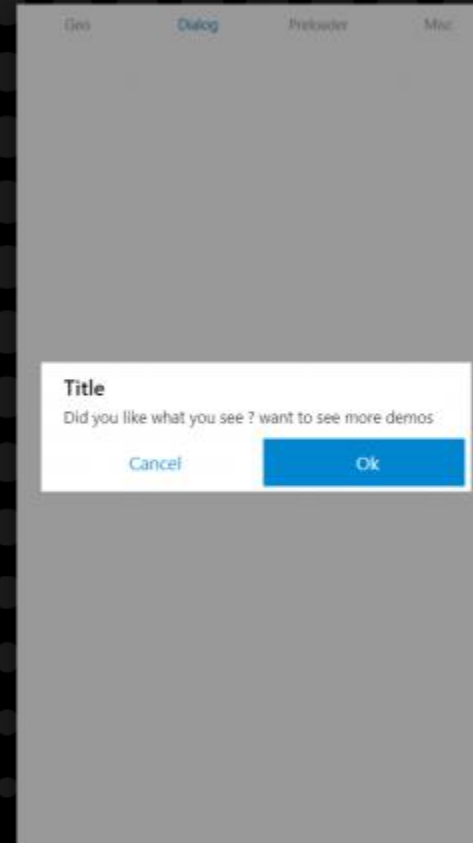 Geo Dialog Preloader Misc
Title
Did you like what you see ? want to see more demos
Cancel Ok